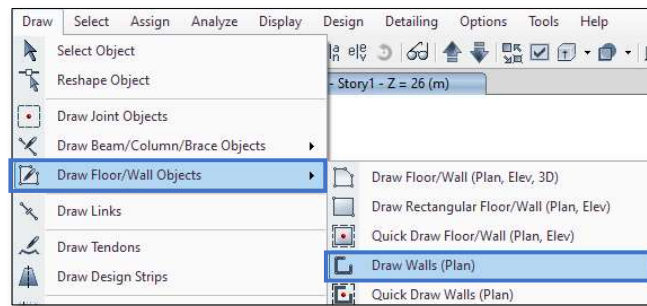 Draw Select Assign Analyze Display Design Detailing Options Tools Help
Select Object
Reshape Object
- Story1 - Z = 26 (m)
Draw Joint Objects
Draw Beam/Column/Brace Objects
Draw Floor/Wall Objects
Draw Floor/Wall (Plan, Elev, 3D)
Draw Links
Draw Rectangular Floor/Wall (Plan, Elev)
Quick Draw Floor/Wall (Plan, Elev)
Draw Tendons
Draw Walls (Plan)
Draw Design Strips
Quick Draw Walls (Plan)